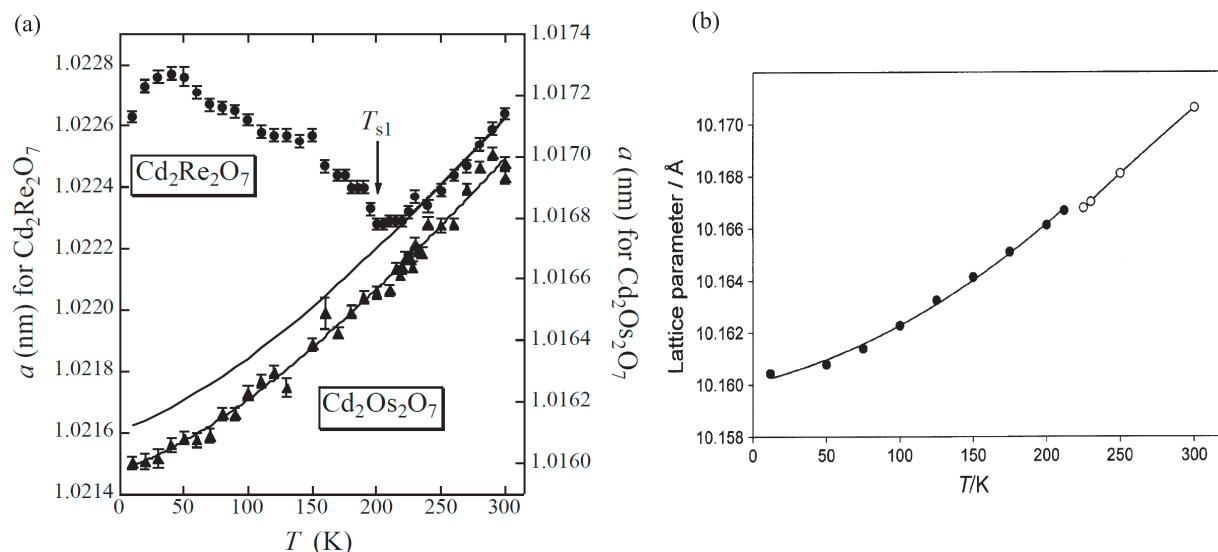 (a)
1.0228
1.0226
1.0224
1.0222
1.0220
1.0218
1.0216
1.0214
a (nm) for Cd2Re2O7
Cd2Re2O7
Ts1
Cd2Os2O7
1.0174
1.0172
1.0170
1.0168
1.0166
1.0164
1.0162
1.0160
a (nm) for Cd2Os2O7
0 50 100 150 200 250 300
T (K)
(b)
10.170
10.168
10.166
10.164
10.162
10.160
10.158
Lattice parameter / Å
0 50 100 150 200 250 300
T/K